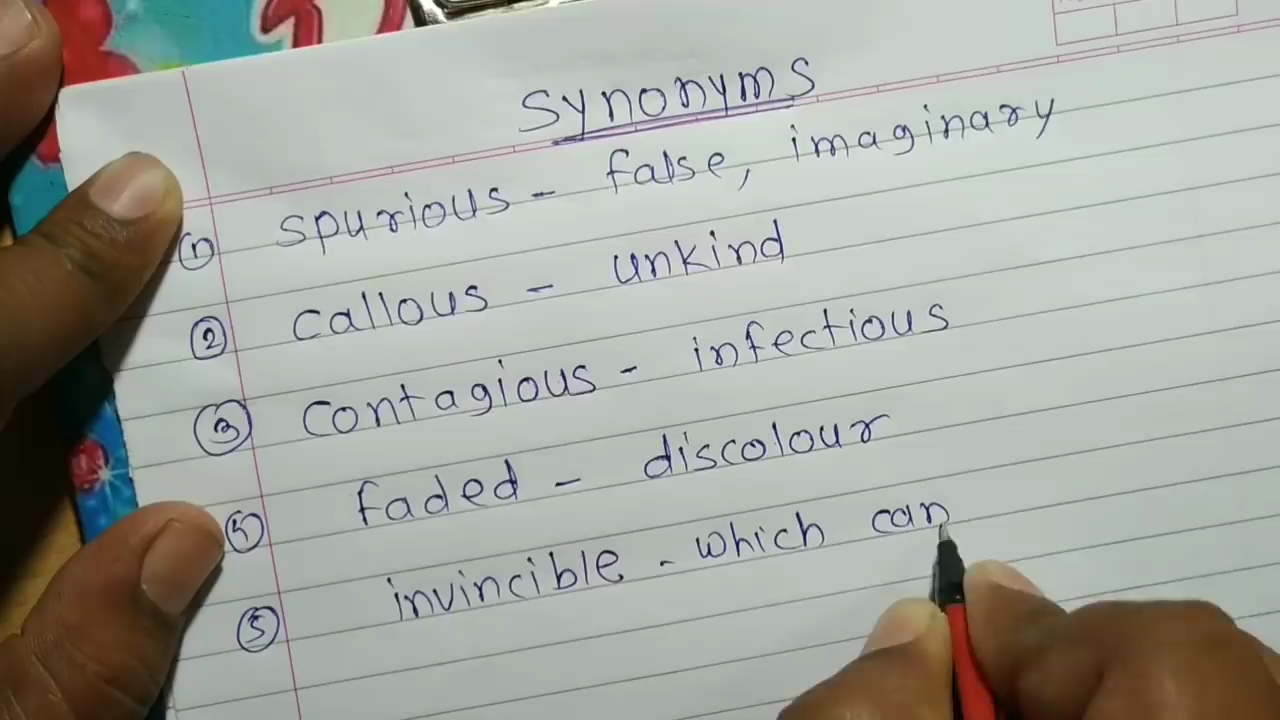 Synonyms
① spurious - false, imaginary
② callous - unkind
③ contagious - infectious
④ faded - discolour
⑤ invincible - which can